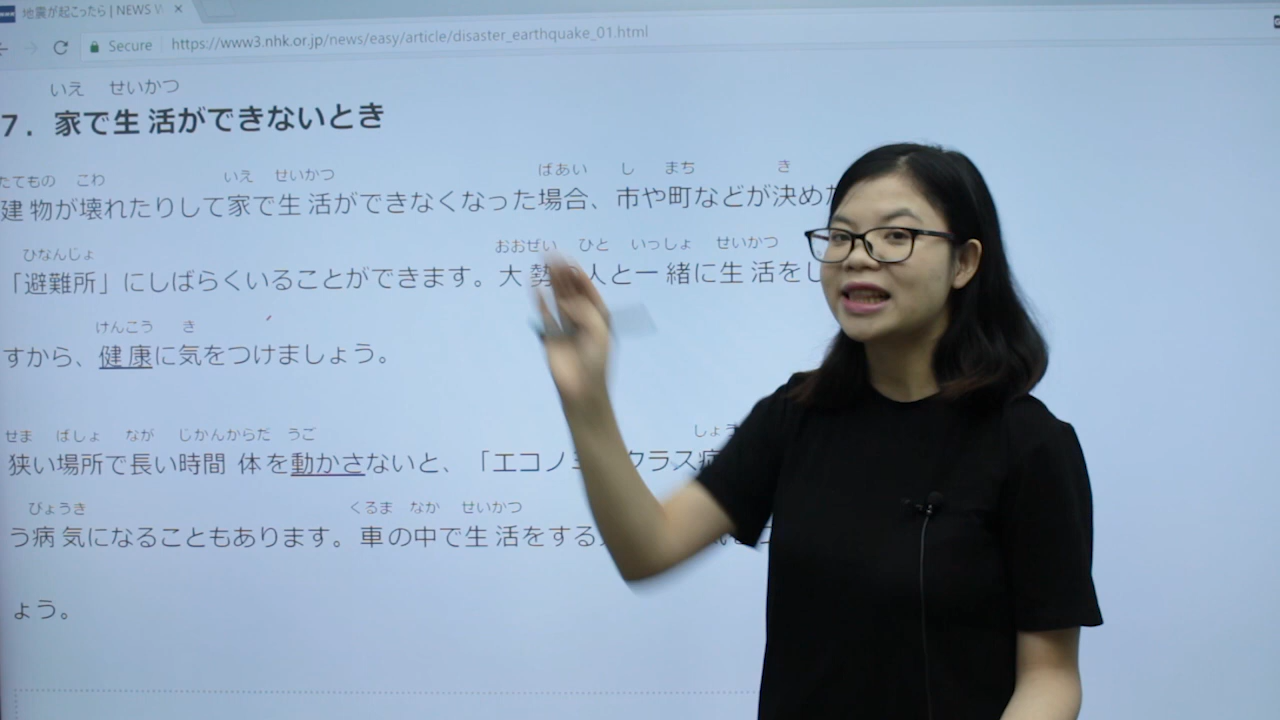 地震が起こったら | NEWS W
Secure https://www3.nhk.or.jp/news/easy/article/disaster_earthquake_01.html
いえ せいかつ
7. 家で生活ができないとき
たてもの こわ いえ せいかつ ばあい し まち き
建物が壊れたりして家で生活ができなくなった場合、市や町などが決めた
ひなんじょ おおぜい ひと いっしょ せいかつ
「避難所」にしばらくいることができます。大勢 人と一緒に生活をし
けんこう き
すから、健康に気をつけましょう。
せま ばしょ なが じかんからだ うご しょう
狭い場所で長い時間 体を動かさないと、「エコノミ クラス病
びょうき くるま なか せいかつ
う病気になることもあります。車の中で生活をする
ょう。